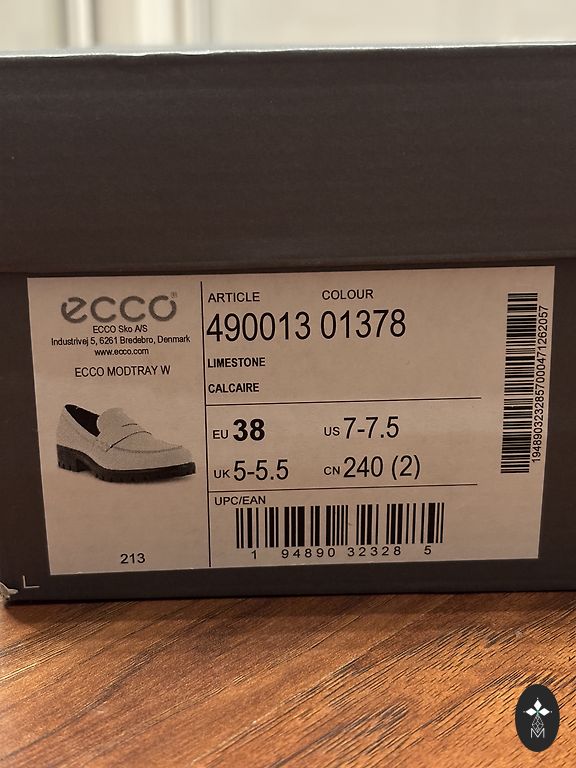 ecco®
ECCO Sko A/S
Industrivej 5, 6261 Bredebro, Denmark
www.ecco.com
ECCO MODTRAY W
213
ARTICLE COLOUR
490013 01378
LIMESTONE
CALCAIRE
EU 38 US 7-7.5
UK 5-5.5 CN 240 (2)
UPC/EAN
1 94890 32328 5
19489032328570000471262057
L
M